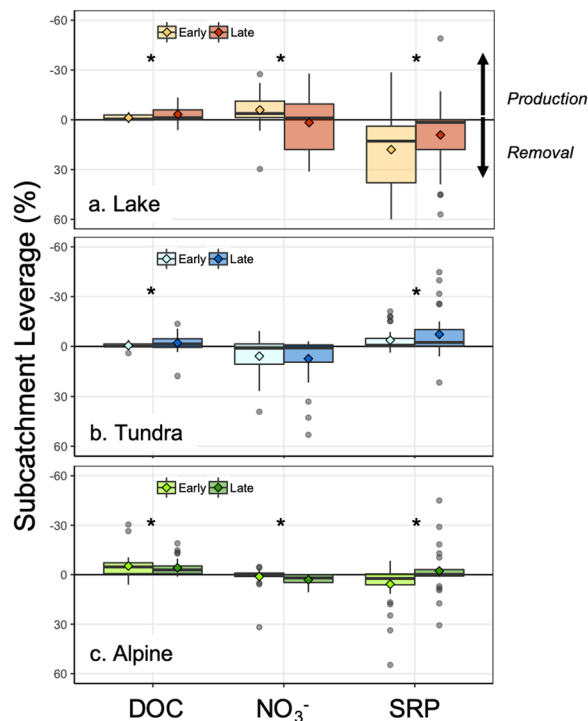 Subcatchment Leverage (%)
-60
-30
0
30
60
Early Late
* * *
a. Lake
Production
Removal
-60
-30
0
30
60
Early Late
* *
b. Tundra
-60
-30
0
30
60
Early Late
* * *
c. Alpine
DOC NO₃⁻ SRP